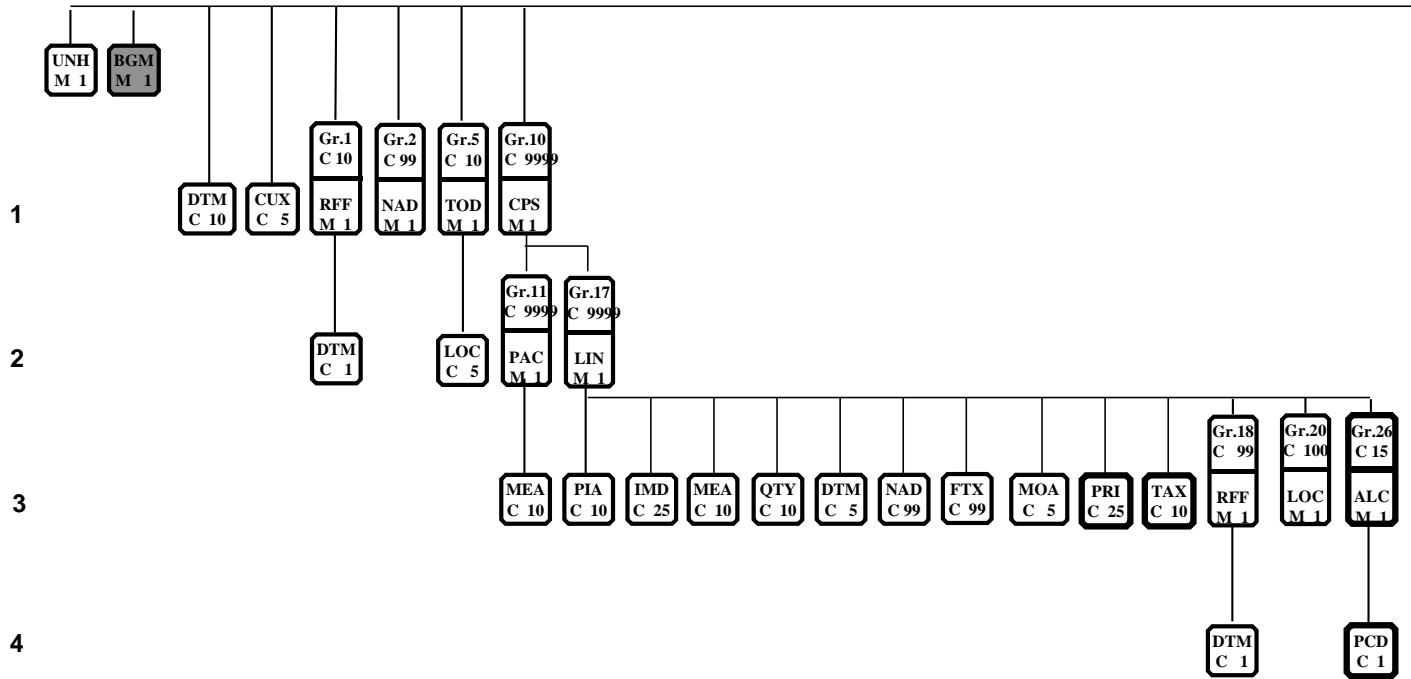 UNH
M 1
BGM
M 1
1
DTM
C 10
CUX
C 5
Gr.1
C 10
RFF
M 1
Gr.2
C 99
NAD
M 1
Gr.5
C 10
TOD
M 1
Gr.10
C 9999
CPS
M 1
2
DTM
C 1
LOC
C 5
Gr.11
C 9999
PAC
M 1
Gr.17
C 9999
LIN
M 1
3
MEA
C 10
PIA
C 10
IMD
C 25
MEA
C 10
QTY
C 10
DTM
C 5
NAD
C 99
FTX
C 99
MOA
C 5
PRI
C 25
TAX
C 10
Gr.18
C 99
RFF
M 1
Gr.20
C 100
LOC
M 1
Gr.26
C 15
ALC
M 1
4
DTM
C 1
PCD
C 1